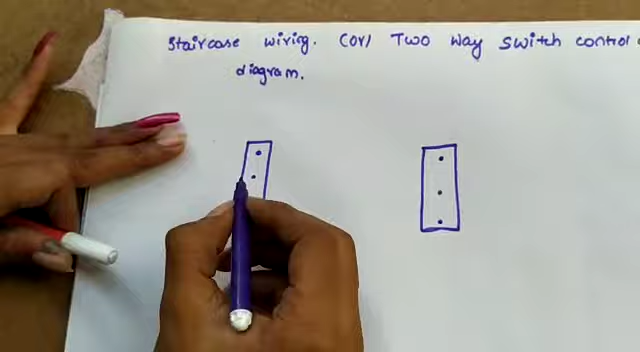 Staircase wiring. (or) Two Way Switch control
diagram.